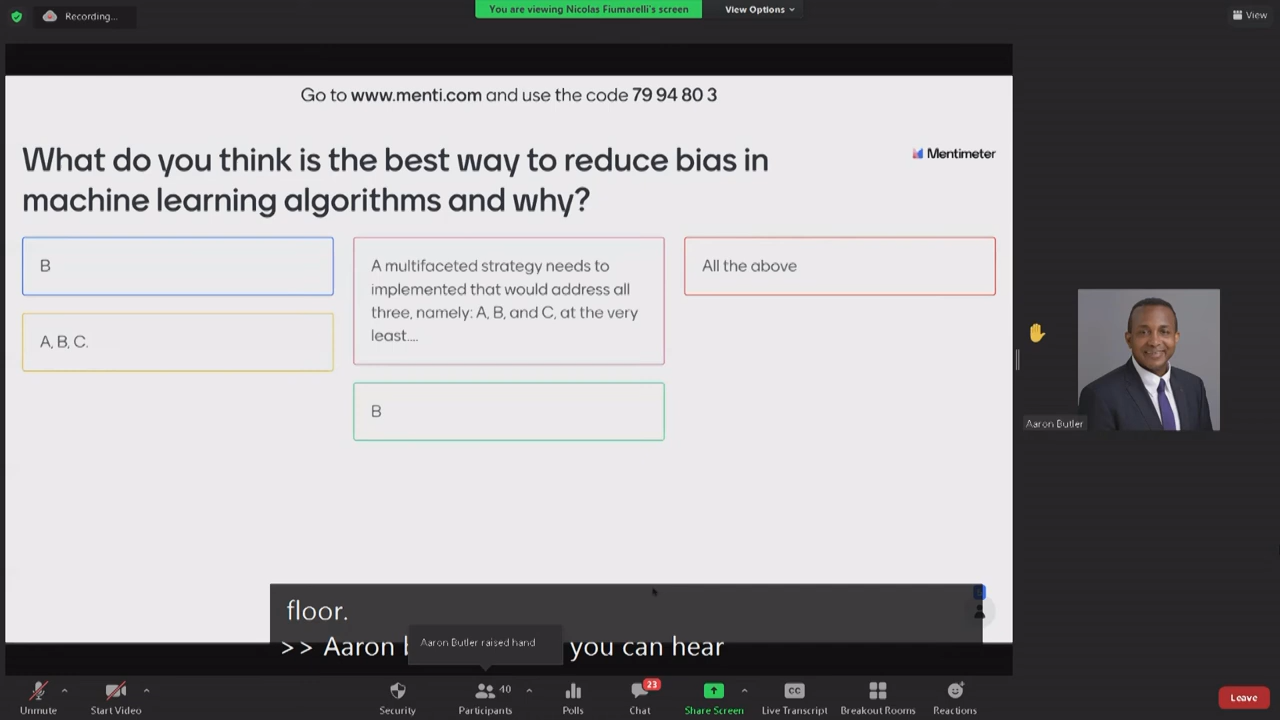 Recording...
You are viewing Nicolas Fiumarelli's screen
View Options
View
Go to www.menti.com and use the code 79 94 80 3
What do you think is the best way to reduce bias in
machine learning algorithms and why?
Mentimeter
B
A multifaceted strategy needs to
implemented that would address all
three, namely: A, B, and C, at the very
least....
All the above
A, B, C.
B
Aaron Butler
floor.
>> Aaron
you can hear
Aaron Butler raised hand
Unmute
Start Video
Security
Participants
40
Polls
Chat
23
Share Screen
CC
Live Transcript
Breakout Rooms
Reactions
Leave